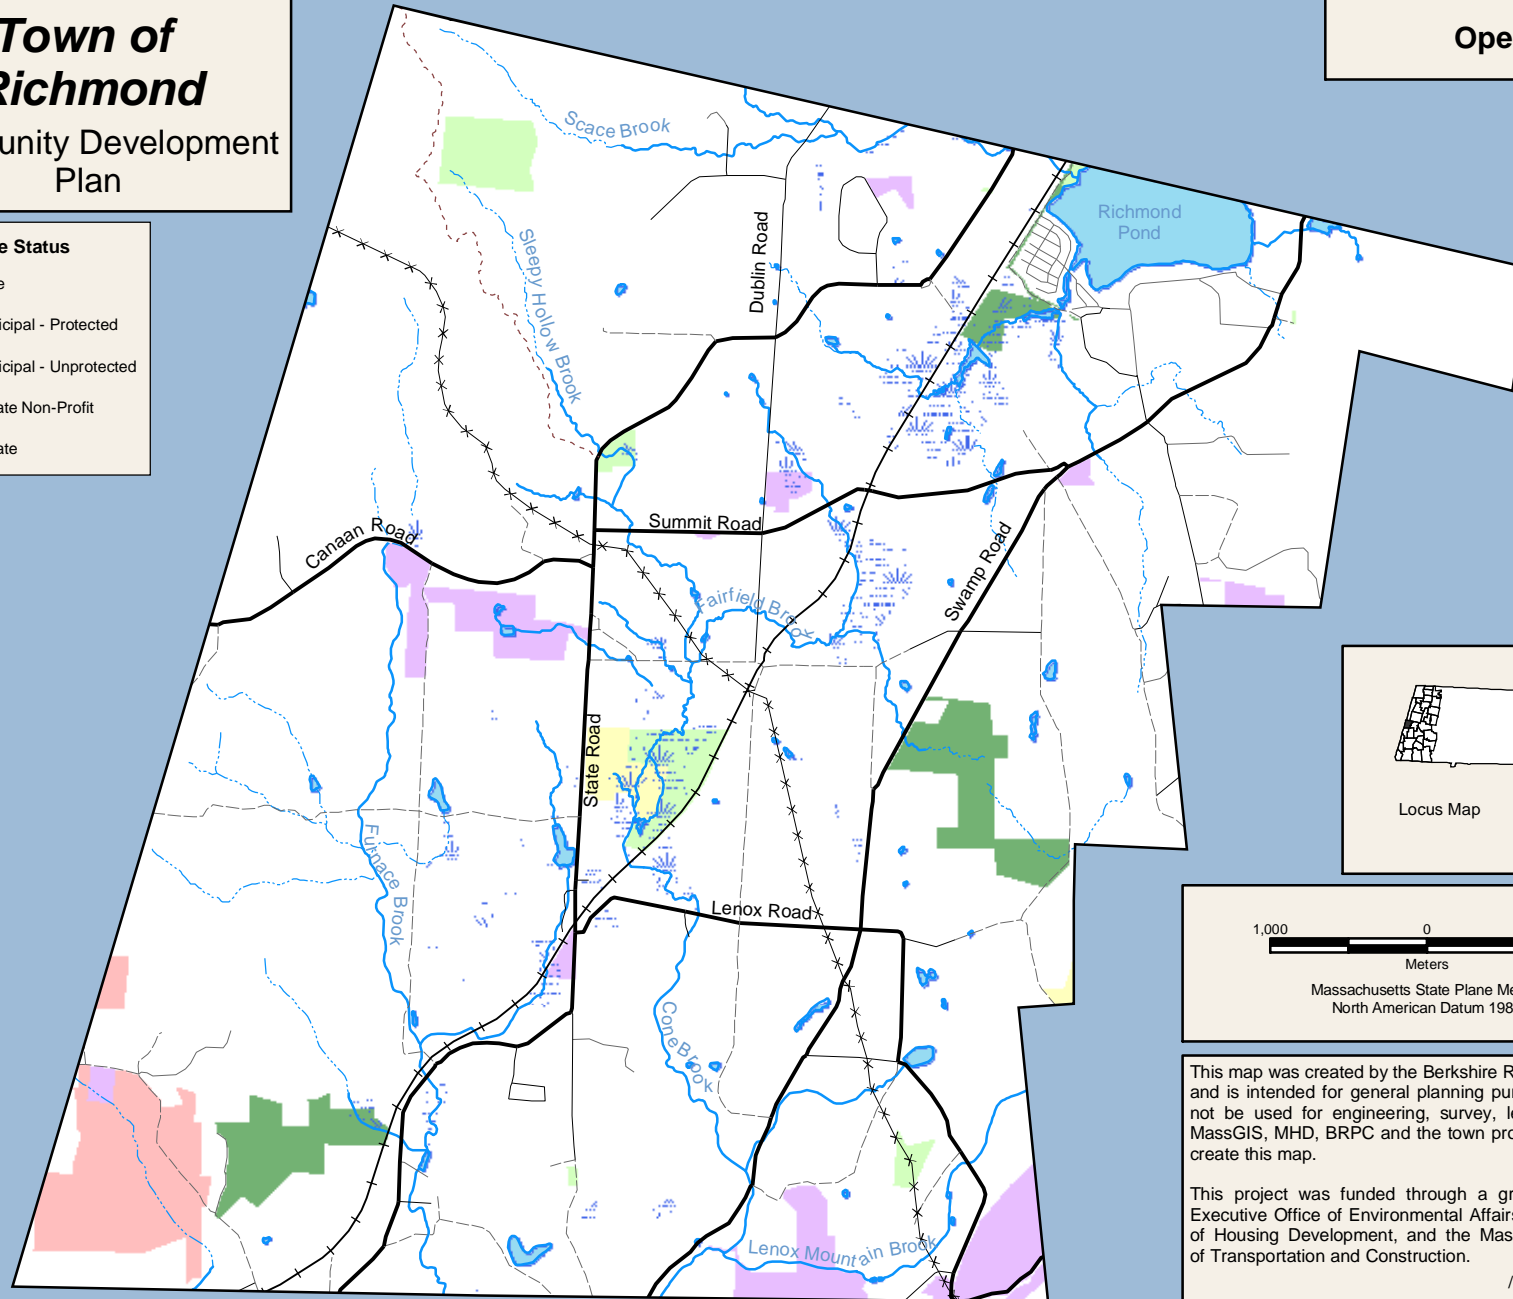 Town of
Richmond
unity Development
Plan
Ope
e Status
e
icipal - Protected
icipal - Unprotected
ate Non-Profit
ate
Scace Brook
Richmond
Pond
Dublin Road
Sleepy Hollow Brook
Summit Road
Canaan Road
Swamp Road
Fairfield Brook
State Road
Furnace Brook
Lenox Road
Cone Brook
Lenox Mountain Brook
Locus Map
1,000 0
Meters
Massachusetts State Plane Me
North American Datum 198
This map was created by the Berkshire R
and is intended for general planning pu
not be used for engineering, survey, le
MassGIS, MHD, BRPC and the town pro
create this map.
This project was funded through a gr
Executive Office of Environmental Affairs
of Housing Development, and the Mas
of Transportation and Construction.
/